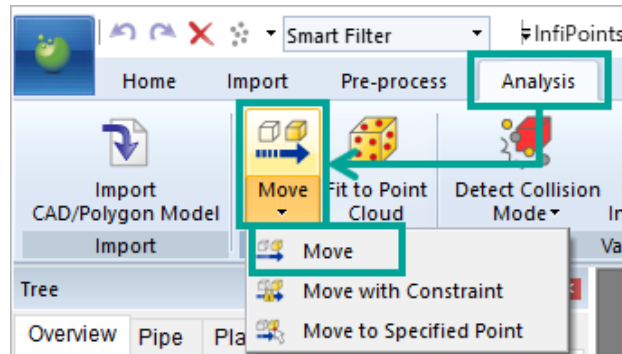 Smart Filter
InfiPoints
Home Import Pre-process Analysis
Import
CAD/Polygon Model
Move
Fit to Point
Cloud
Detect Collision
Mode
Import
Move
Move with Constraint
Move to Specified Point
Tree
Overview Pipe